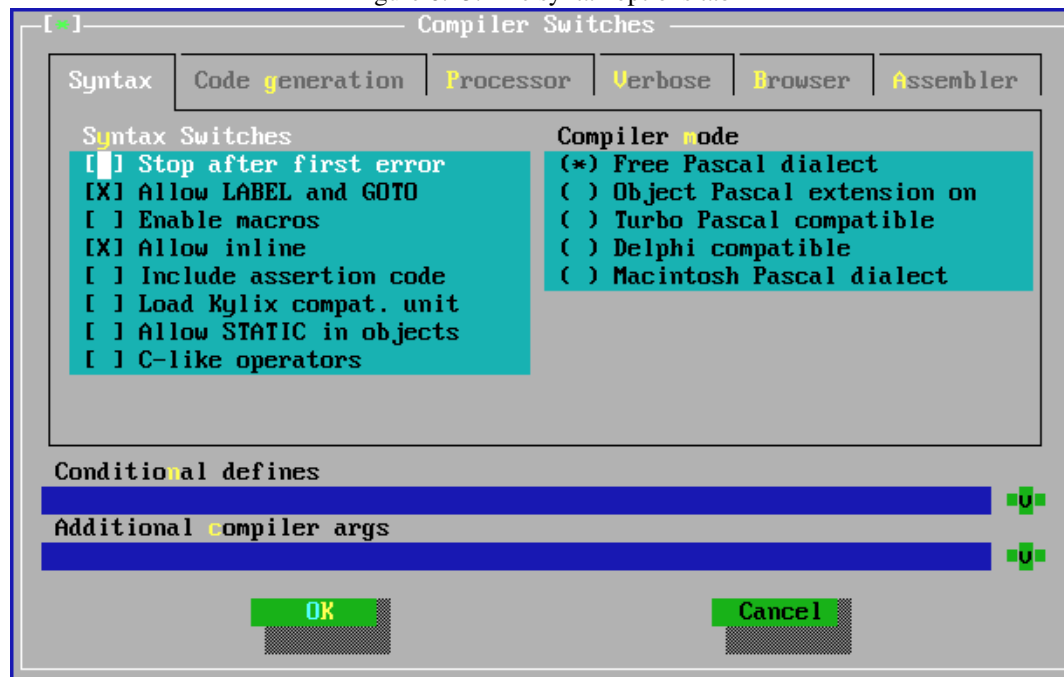 [*] Compiler Switches
Syntax Code generation Processor Verbose Browser Assembler
Syntax Switches
[ ] Stop after first error
[X] Allow LABEL and GOTO
[ ] Enable macros
[X] Allow inline
[ ] Include assertion code
[ ] Load Kylix compat. unit
[ ] Allow STATIC in objects
[ ] C-like operators
Compiler mode
(*) Free Pascal dialect
( ) Object Pascal extension on
( ) Turbo Pascal compatible
( ) Delphi compatible
( ) Macintosh Pascal dialect
Conditional defines
Additional compiler args
OK Cancel